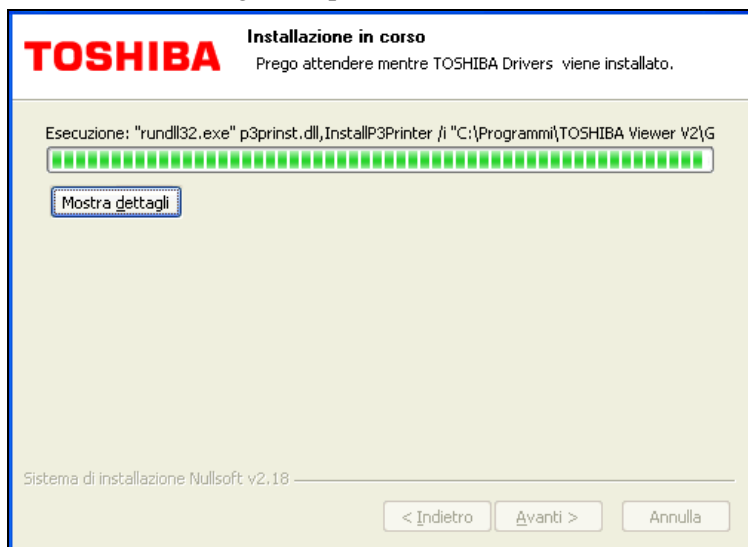 TOSHIBA
Installazione in corso
Prego attendere mentre TOSHIBA Drivers viene installato.
Esecuzione: "rundll32.exe" p3prinst.dll,InstallP3Printer /i "C:\Programmi\TOSHIBA Viewer V2\G
Mostra dettagli
Sistema di installazione Nullsoft v2.18
< Indietro
Avanti >
Annulla